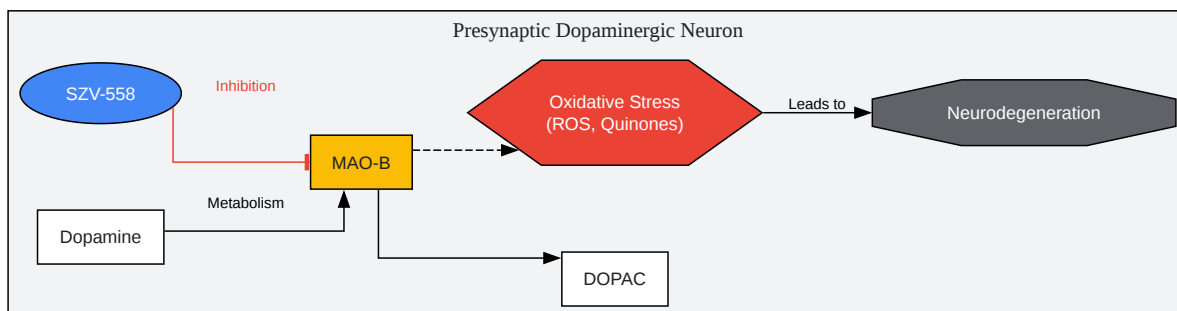 Presynaptic Dopaminergic Neuron
SZV-558
Inhibition
Oxidative Stress
(ROS, Quinones)
Leads to
Neurodegeneration
MAO-B
Metabolism
Dopamine
DOPAC